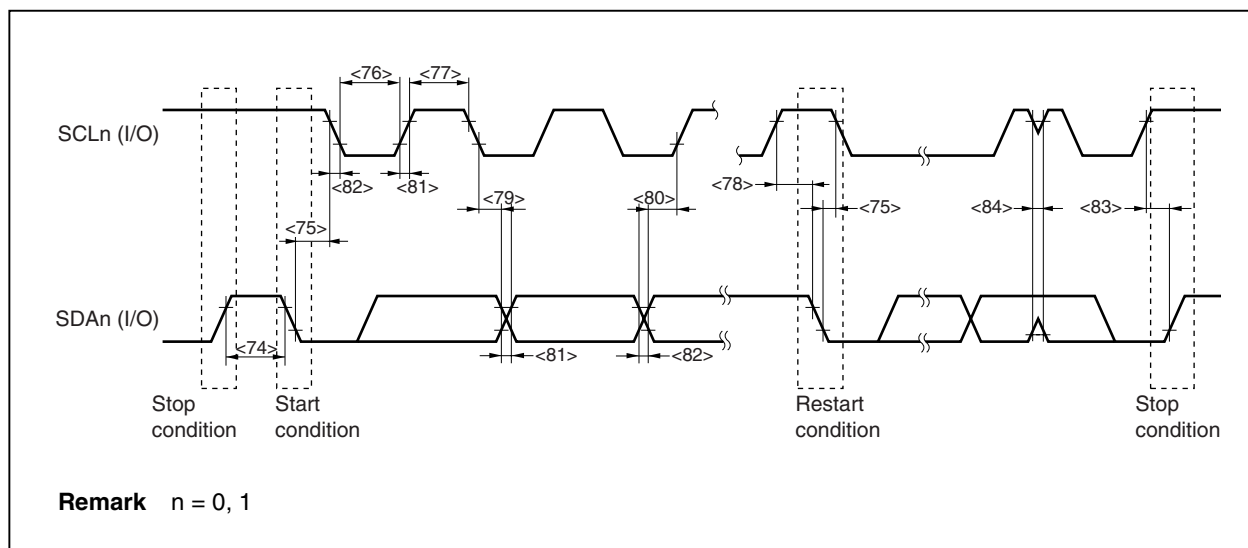 <76> <77>
SCLn (I/O)
<82> <81> <79> <80> <78> <75> <84> <83>
<75>
SDAn (I/O)
<74> <81> <82>
Stop condition
Start condition
Restart condition
Stop condition
Remark n = 0, 1